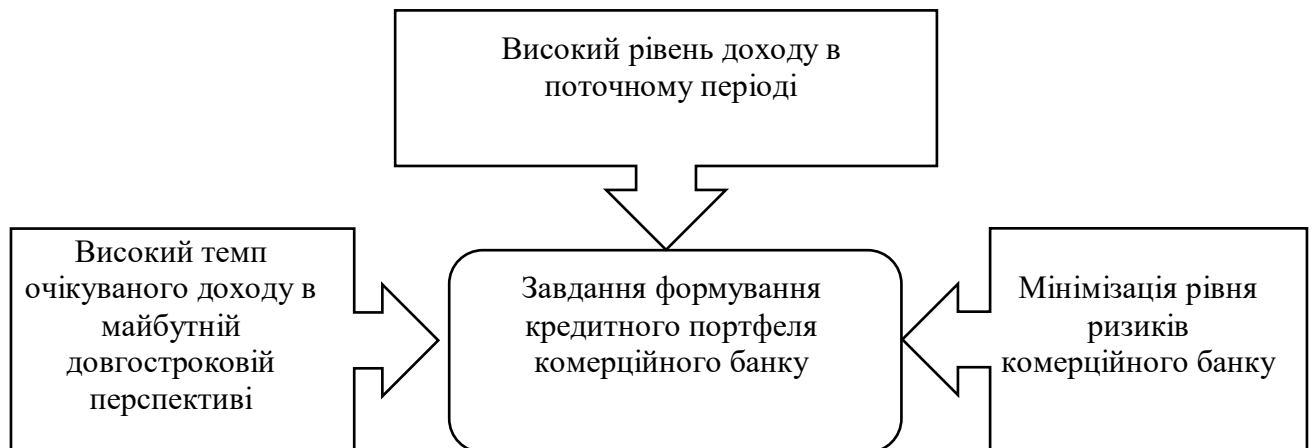 Високий рівень доходу в
поточному періоді
Високий темп
очікуваного доходу в
майбутній
довгостроковій
перспективі
Завдання формування
кредитного портфеля
комерційного банку
Мінімізація рівня
ризиків
комерційного банку